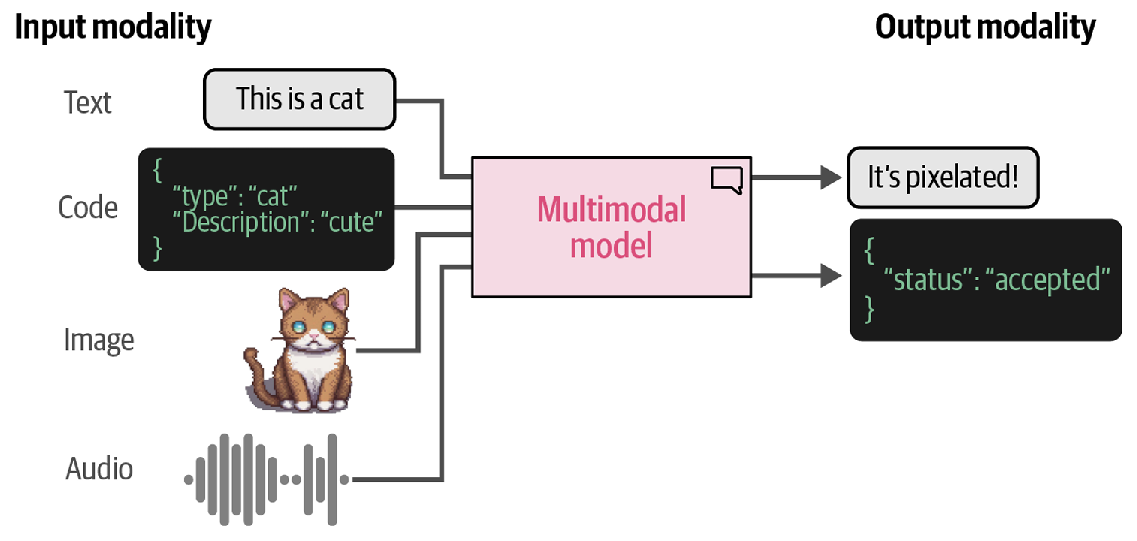 Input modality
Output modality
Text
This is a cat
Code
{
“type”: “cat”
“Description”: “cute”
}
Image
Audio
Multimodal
model
It's pixelated!
{
“status”: “accepted”
}